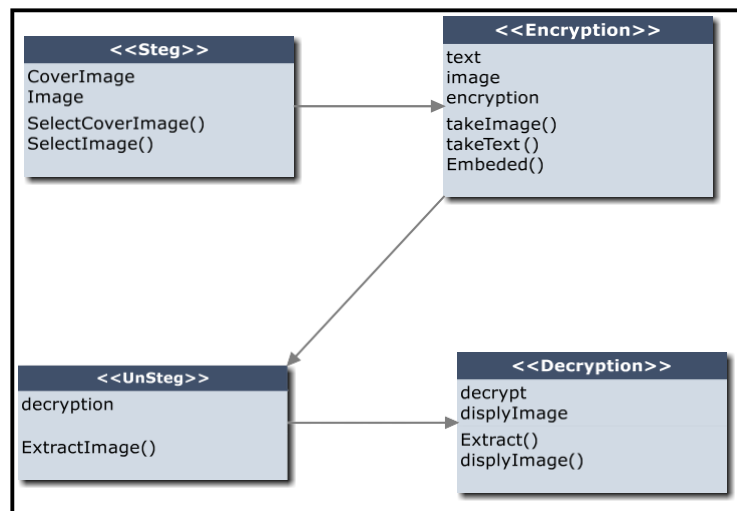 <<Steg>>
CoverImage
Image
SelectCoverImage()
SelectImage()
<<Encryption>>
text
image
encryption
takeImage()
takeText()
Embeded()
<<UnSteg>>
decryption
ExtractImage()
<<Decryption>>
decrypt
displyImage
Extract()
displyImage()